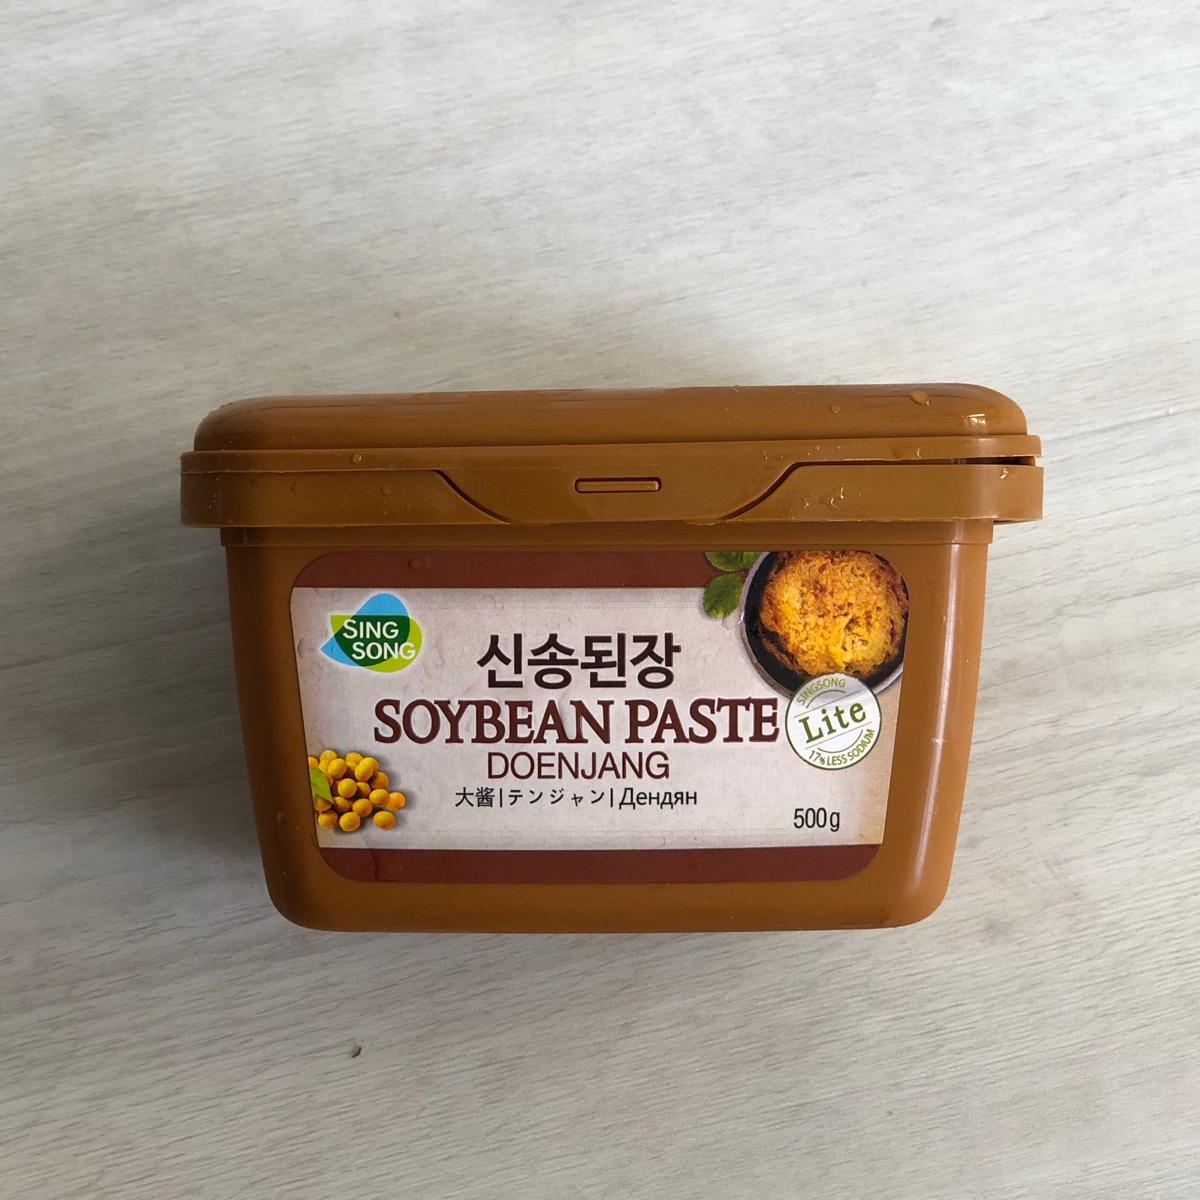 SING
SONG
신송된장
SOYBEAN PASTE
DOENJANG
大酱|テンジャン|Дендян
SINGSONG
Lite
17% LESS SODIUM
500g